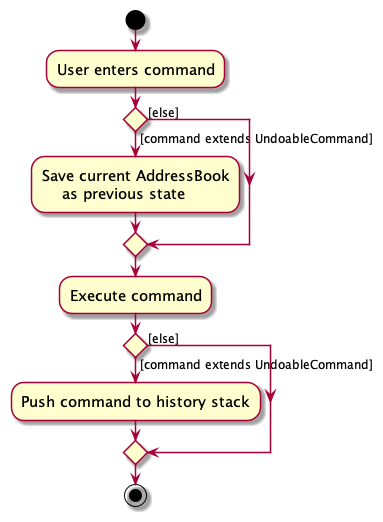 User enters command
[else]
[command extends UndoableCommand]
Save current AddressBook
as previous state
Execute command
[else]
[command extends UndoableCommand]
Push command to history stack